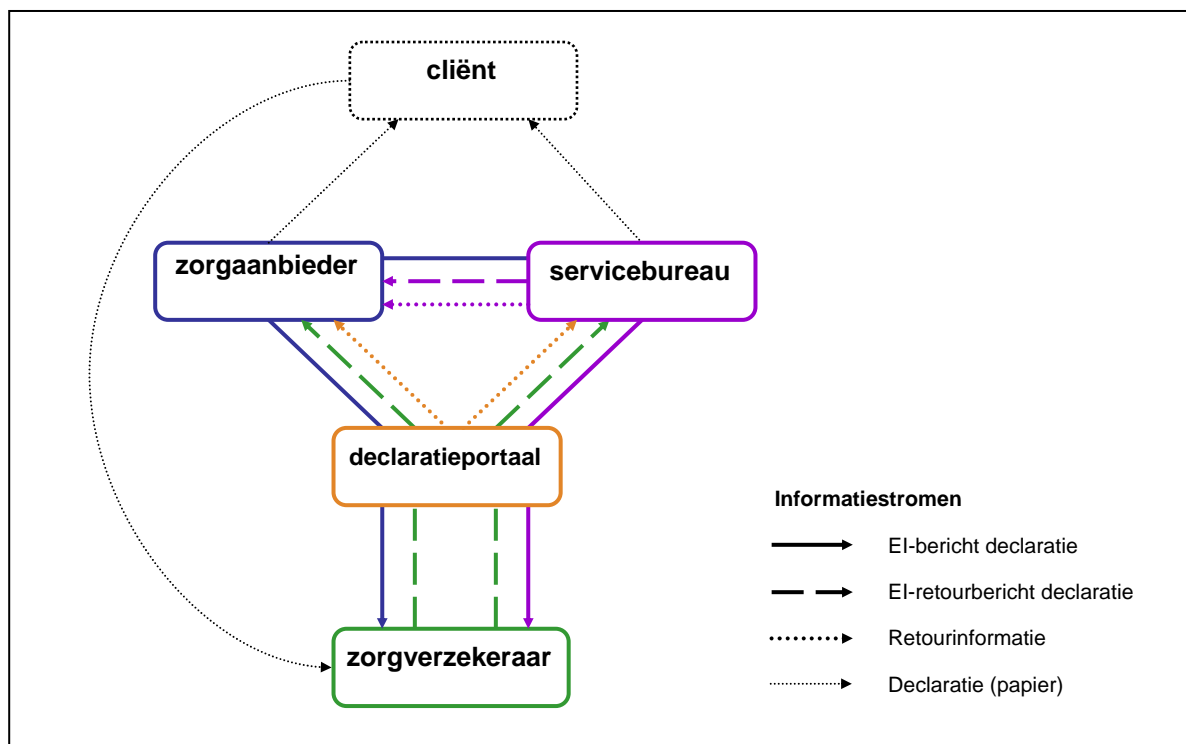 cliënt
zorgaanbieder
servicebureau
declaratieportaal
zorgverzekeraar
Informatiestromen
EI-bericht declaratie
EI-retourbericht declaratie
Retourinformatie
Declaratie (papier)